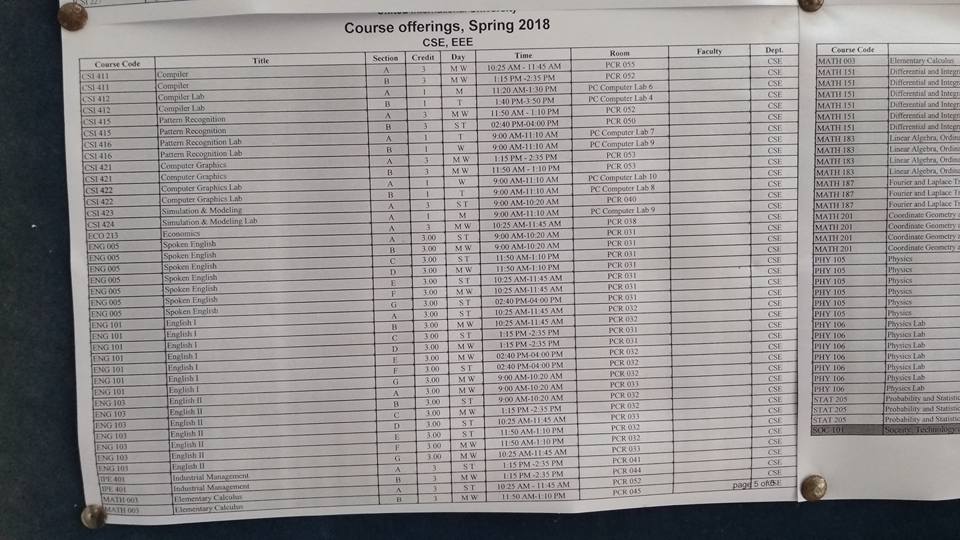 Course offerings, Spring 2018
CSE, EEE
Course Code Title Section Credit Day Time Room Faculty Dept.
CSI 411 Compiler A 3 M W 10:25 AM - 11:45 AM PCR 055 CSE
CSI 411 Compiler B 3 M W 1:15 PM -2:35 PM PCR 052 CSE
CSI 412 Compiler Lab A 1 M 11:20 AM-1:30 PM PC Computer Lab 6 CSE
CSI 412 Compiler Lab B 1 T 1:40 PM-3:50 PM PC Computer Lab 4 CSE
CSI 415 Pattern Recognition A 3 M W 11:50 AM - 1:10 PM PCR 052 CSE
CSI 415 Pattern Recognition B 3 S T 02:40 PM-04:00 PM PCR 050 CSE
CSI 416 Pattern Recognition Lab A 1 T 9:00 AM-11:10 AM PC Computer Lab 7 CSE
CSI 416 Pattern Recognition Lab B 1 W 9:00 AM-11:10 AM PC Computer Lab 9 CSE
CSI 421 Computer Graphics A 3 M W 1:15 PM - 2:35 PM PCR 053 CSE
CSI 421 Computer Graphics B 3 M W 11:50 AM - 1:10 PM PCR 053 CSE
CSI 422 Computer Graphics Lab A 1 W 9:00 AM-11:10 AM PC Computer Lab 10 CSE
CSI 422 Computer Graphics Lab B 1 T 9:00 AM-11:10 AM PC Computer Lab 8 CSE
CSI 423 Simulation & Modeling A 3 S T 9:00 AM-10:20 AM PCR 040 CSE
CSI 424 Simulation & Modeling Lab A 1 M 9:00 AM-11:10 AM PC Computer Lab 9 CSE
ECO 213 Economics A 3 M W 10:25 AM-11:45 AM PCR 038 CSE
ENG 005 Spoken English A 3.00 S T 9:00 AM-10:20 AM PCR 031 CSE
ENG 005 Spoken English B 3.00 M W 9:00 AM-10:20 AM PCR 031 CSE
ENG 005 Spoken English C 3.00 S T 11:50 AM-1:10 PM PCR 031 CSE
ENG 005 Spoken English D 3.00 M W 11:50 AM-1:10 PM PCR 031 CSE
ENG 005 Spoken English E 3.00 S T 10:25 AM-11:45 AM PCR 031 CSE
ENG 005 Spoken English F 3.00 M W 10:25 AM-11:45 AM PCR 031 CSE
ENG 005 Spoken English G 3.00 S T 02:40 PM-04:00 PM PCR 031 CSE
ENG 101 English I A 3.00 S T 10:25 AM-11:45 AM PCR 032 CSE
ENG 101 English I B 3.00 M W 10:25 AM-11:45 AM PCR 032 CSE
ENG 101 English I C 3.00 S T 1:15 PM -2:35 PM PCR 031 CSE
ENG 101 English I D 3.00 M W 1:15 PM -2:35 PM PCR 031 CSE
ENG 101 English I E 3.00 M W 02:40 PM-04:00 PM PCR 032 CSE
ENG 101 English I F 3.00 S T 02:40 PM-04:00 PM PCR 032 CSE
ENG 101 English I G 3.00 M W 9:00 AM-10:20 AM PCR 032 CSE
ENG 103 English II A 3.00 M W 9:00 AM-10:20 AM PCR 033 CSE
ENG 103 English II B 3.00 S T 9:00 AM-10:20 AM PCR 032 CSE
ENG 103 English II C 3.00 M W 1:15 PM -2:35 PM PCR 033 CSE
ENG 103 English II D 3.00 S T PCR 032 CSE
ENG 103 English II E 3.00 S T 11:50 AM-1:10 PM PCR 032 CSE
ENG 103 English II F 3.00 M W 11:50 AM-1:10 PM PCR 032 CSE
ENG 103 English II G 3.00 M W 10:25 AM-11:45 AM PCR 033 CSE
IPE 401 Industrial Management A 3 S T 1:15 PM -2:35 PM PCR 041 CSE
IPE 401 Industrial Management B 3 M W 1:15 PM -2:35 PM PCR 044 CSE
MATH 003 Elementary Calculus A 3 S T 10:25 AM - 11:45 AM PCR 052 CSE
MATH 003 Elementary Calculus B 3 M W 11:50 AM-1:10 PM PCR 045
page 5 of
Course Code
MATH 003 Elementary Calculus
MATH 151 Differential and Integ
MATH 151 Differential and Integr
MATH 151 Differential and Integr
MATH 151 Differential and Integr
MATH 151 Differential and Integr
MATH 151 Differential and Integr
MATH 183 Linear Algebra, Ordin
MATH 183 Linear Algebra, Ordin
MATH 183 Linear Algebra, Ordin
MATH 183 Linear Algebra, Ordin
MATH 187 Fourier and Laplace T
MATH 187 Fourier and Laplace Tr
MATH 187 Fourier and Laplace Tr
MATH 201 Coordinate Geometry a
MATH 201 Coordinate Geometry a
MATH 201 Coordinate Geometry a
MATH 201 Coordinate Geometry a
PHY 105 Physics
PHY 105 Physics
PHY 105 Physics
PHY 105 Physics
PHY 105 Physics
PHY 105 Physics
PHY 106 Physics Lab
PHY 106 Physics Lab
PHY 106 Physics Lab
PHY 106 Physics Lab
PHY 106 Physics Lab
PHY 106 Physics Lab
PHY 106 Physics Lab
STAT 205 Probability and Statistic
STAT 205 Probability and Statistic
STAT 205 Probability and Statistic
SOC 101 Society, Technology